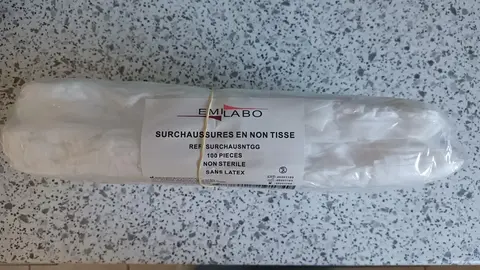 EMILABO
SURCHAUSSURES EN NON TISSE
REF SURCHAUSNTGG
100 PIECES
NON STERILE
SANS LATEX